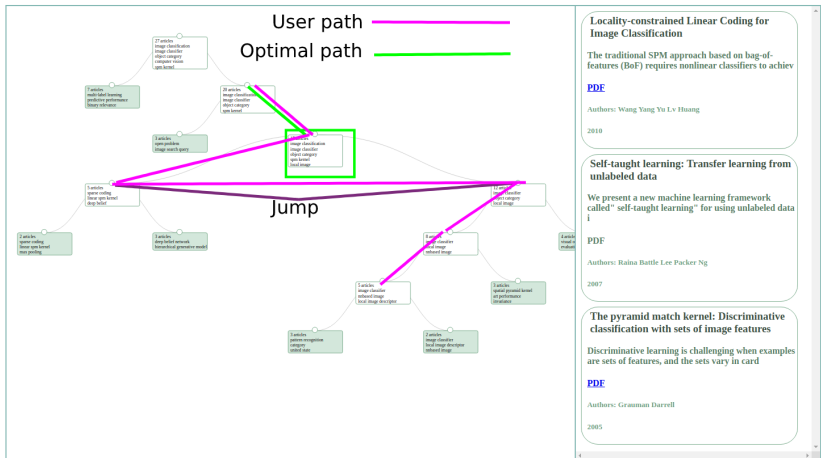 User path
Optimal path
27 articles
image classification
image classifier
object category
computer vision
spm kernel
7 articles
multi-label learning
predictive performance
binary relevance
20 articles
image classification
image classifier
object category
spm kernel
3 articles
spm problem
image search query
image classification
image classifier
object category
spm kernel
local image
5 articles
sparse coding
linear spm kernel
deep belief
object category
local image
Jump
2 articles
sparse coding
linear spm kernel
max pooling
3 articles
deep belief network
hierarchical generative model
8 articles
image classifier
local image
mbased image
4 article
visual
evaluat
5 articles
image classifier
mbased image
local image descriptor
3 articles
spatial pyramid kernel
art performance
invariance
3 articles
pattern recognition
category
united state
2 articles
image classifier
local image descriptor
mbased image
Locality-constrained Linear Coding for
Image Classification
The traditional SPM approach based on bag-of-
features (BoF) requires nonlinear classifiers to achiev
PDF
Authors: Wang Yang Yu Lv Huang
2010
Self-taught learning: Transfer learning from
unlabeled data
We present a new machine learning framework
called" self-taught learning" for using unlabeled data
i
PDF
Authors: Raina Battle Lee Packer Ng
2007
The pyramid match kernel: Discriminative
classification with sets of image features
Discriminative learning is challenging when examples
are sets of features, and the sets vary in card
PDF
Authors: Grauman Darrell
2005